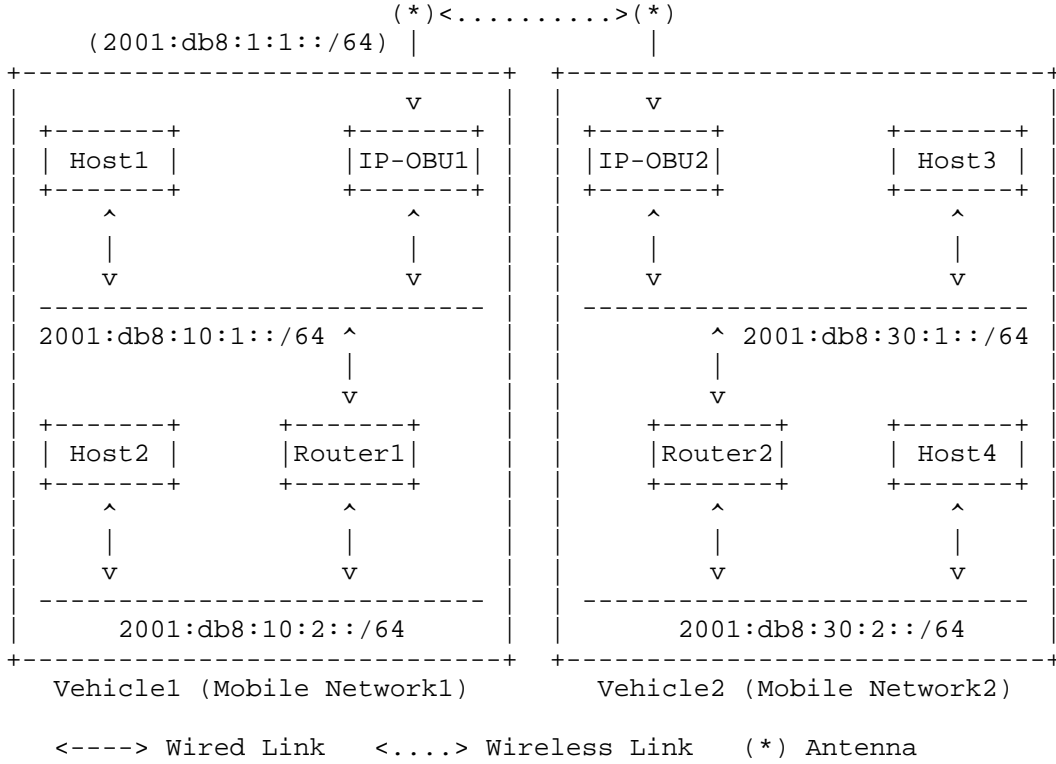 (*)<..........>(*)
(2001:db8:1:1::/64)
Host1 IP-OBU1 IP-OBU2 Host3
2001:db8:10:1::/64 2001:db8:30:1::/64
Host2 Router1 Router2 Host4
2001:db8:10:2::/64 2001:db8:30:2::/64
Vehicle1 (Mobile Network1) Vehicle2 (Mobile Network2)
<----> Wired Link <....> Wireless Link (*) Antenna